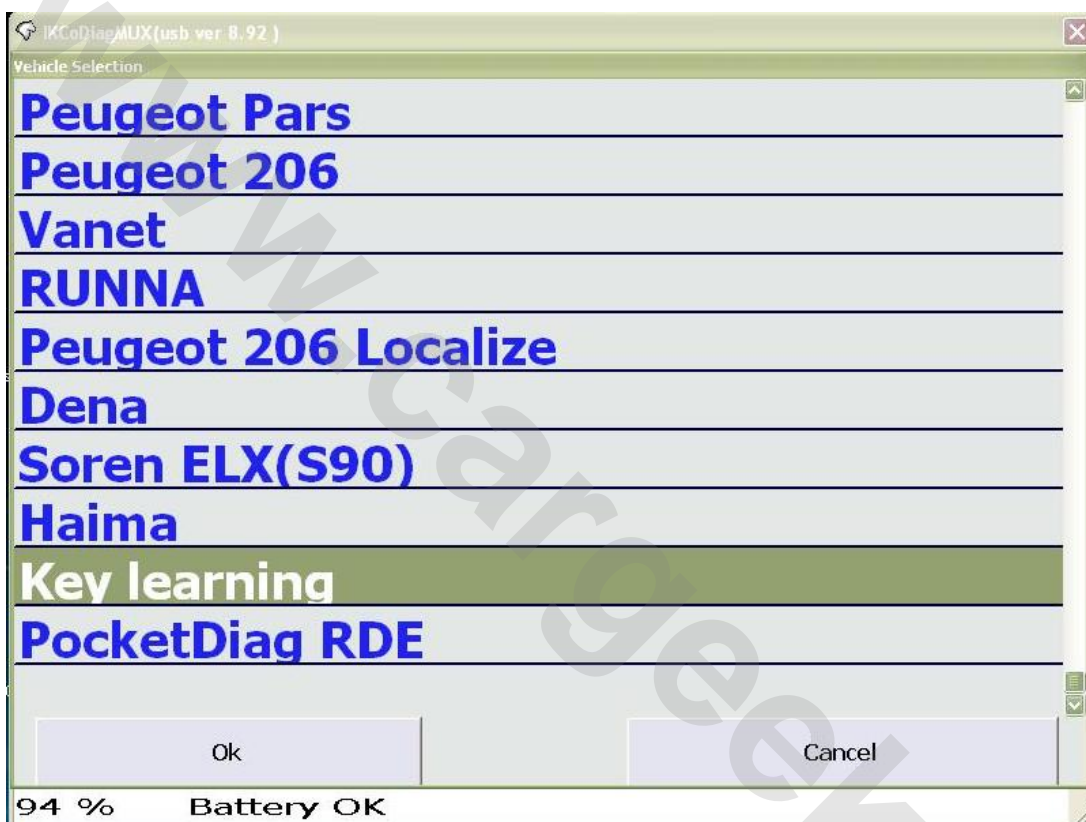 IKCoDiagMUX(usb ver 8.92 )
Vehicle Selection
Peugeot Pars
Peugeot 206
Vanet
RUNNA
Peugeot 206 Localize
Dena
Soren ELX(S90)
Haima
Key learning
PocketDiag RDE
Ok Cancel
94 % Battery OK
www.cargeek